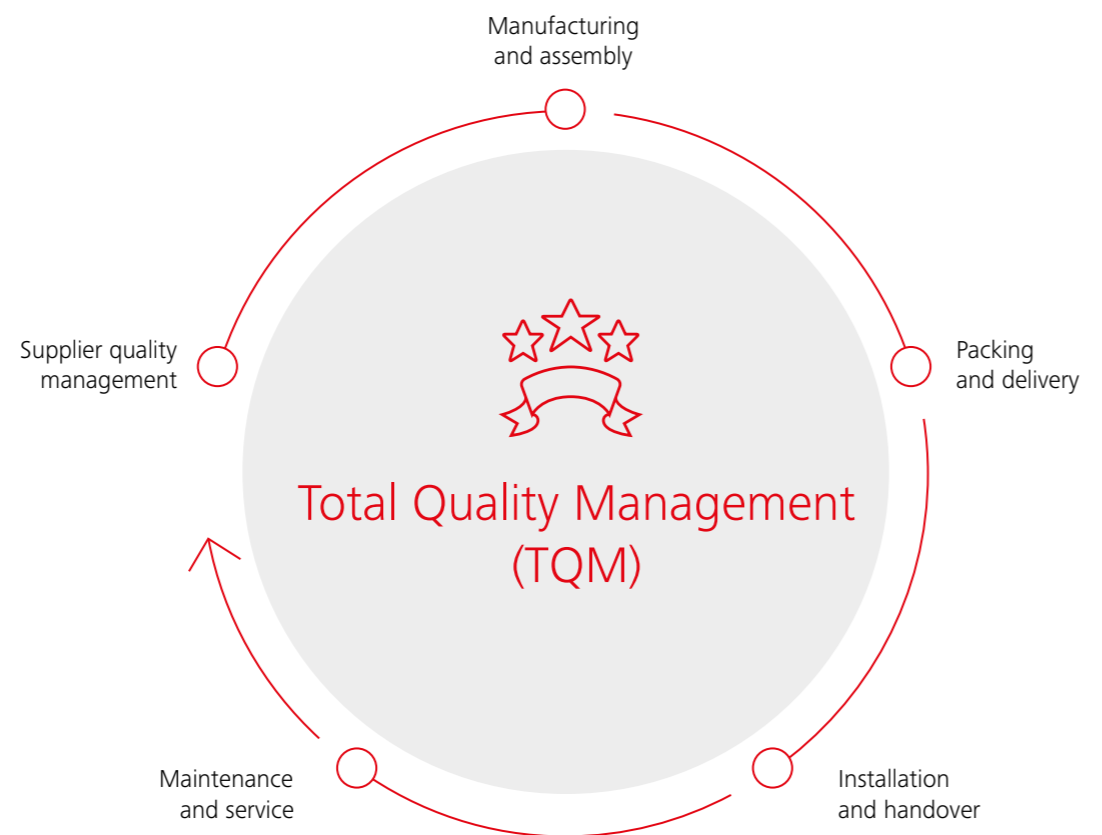 Manufacturing
and assembly
Supplier quality
management
Packing
and delivery
Total Quality Management
(TQM)
Maintenance
and service
Installation
and handover